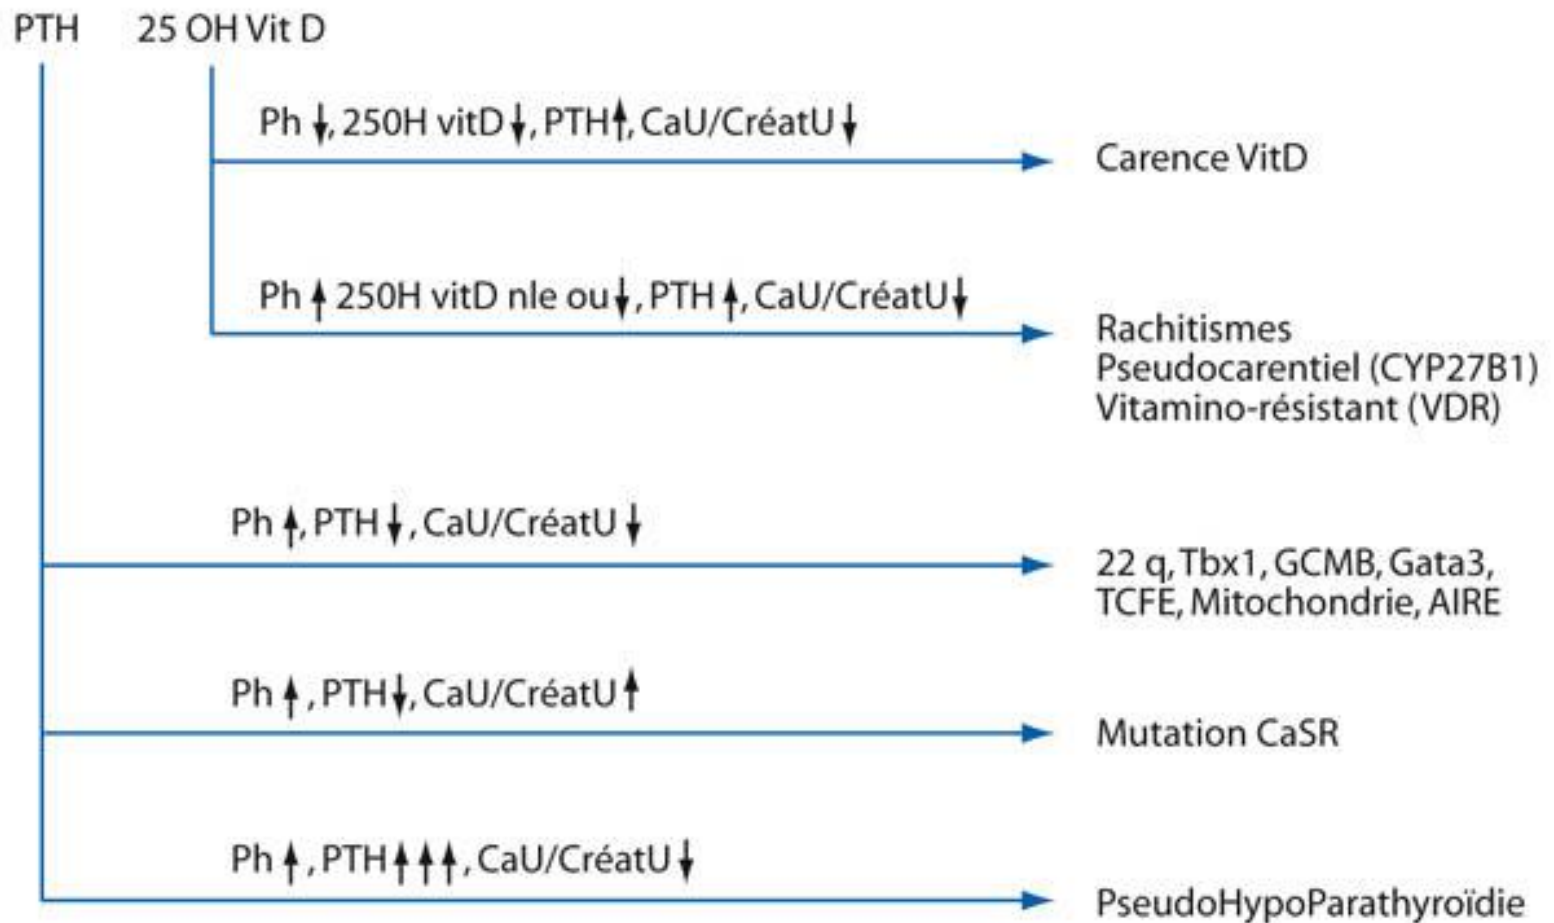 PTH 25 OH Vit D
Ph ↓, 250H vitD ↓, PTH↑, CaU/CréatU ↓
Carence VitD
Ph ↑ 250H vitD nle ou ↓, PTH ↑, CaU/CréatU ↓
Rachitismes
Pseudocarentiel (CYP27B1)
Vitamino-résistant (VDR)
Ph ↑, PTH ↓, CaU/CréatU ↓
22 q, Tbx1, GCMB, Gata3,
TCFE, Mitochondrie, AIRE
Ph ↑, PTH ↓, CaU/CréatU ↑
Mutation CaSR
Ph ↑, PTH ↑↑↑, CaU/CréatU ↓
PseudoHypoParathyroïdie